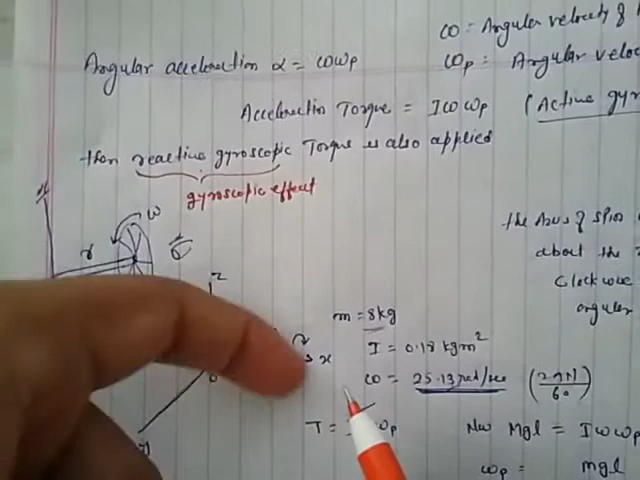 ω: Angular velocity of
Angular acceleration α = ωωp
ωp: Angular veloc
Acceleration Torque = Iωωp (Active gyr
then reactive gyroscopic Torque is also applied
gyroscopic effect
ω
r
z
x
y
the Axis of spin
about the
Clockwise
angular
m = 8kg
I = 0.18 kgm²
ω = 25.13 rad/sec (2πN/60)
T = ωp
Now mgl = Iωωp
ωp = mgl